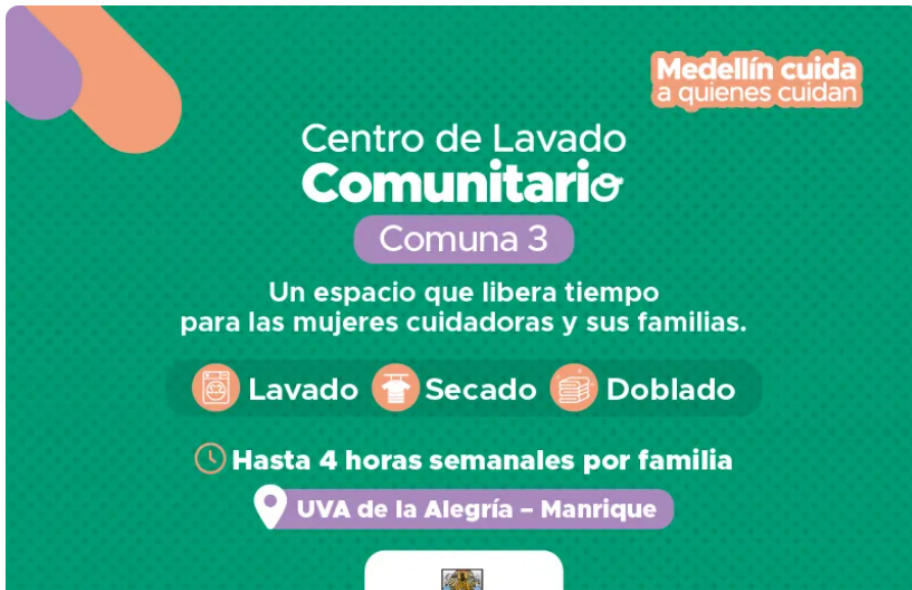 Medellín cuida
a quienes cuidan
Centro de Lavado
Comunitario
Comuna 3
Un espacio que libera tiempo
para las mujeres cuidadoras y sus familias.
Lavado Secado Doblado
Hasta 4 horas semanales por familia
UVA de la Alegría – Manrique